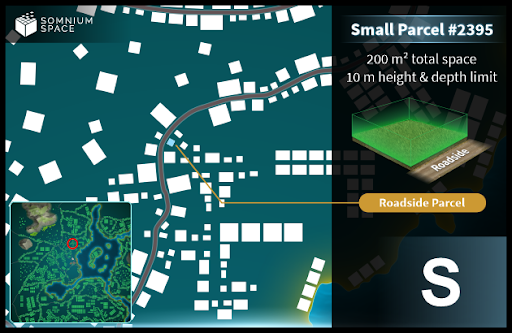 SOMNIUM
SPACE
Small Parcel #2395
200 m² total space
10 m height & depth limit
Roadside
Roadside Parcel
S